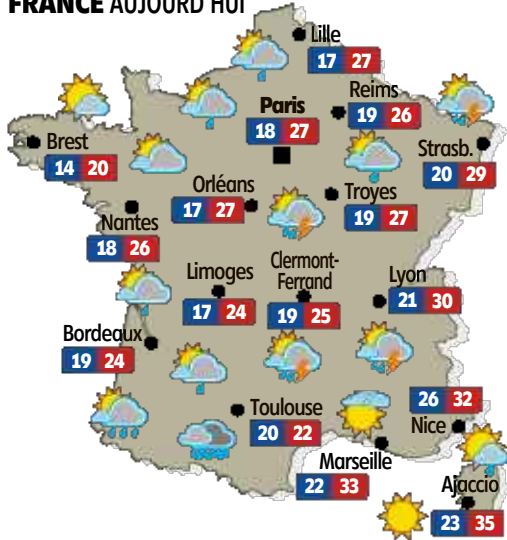 FRANCE AUJOURD'HUI
Lille
17 27
Reims
19 26
Paris
18 27
Strasb.
20 29
Brest
14 20
Orléans
17 27
Troyes
19 27
Nantes
18 26
Limoges
17 24
Clermont-
Ferrand
19 25
Lyon
21 30
Bordeaux
19 24
Toulouse
20 22
26 32
Nice
Marseille
22 33
Ajaccio
23 35